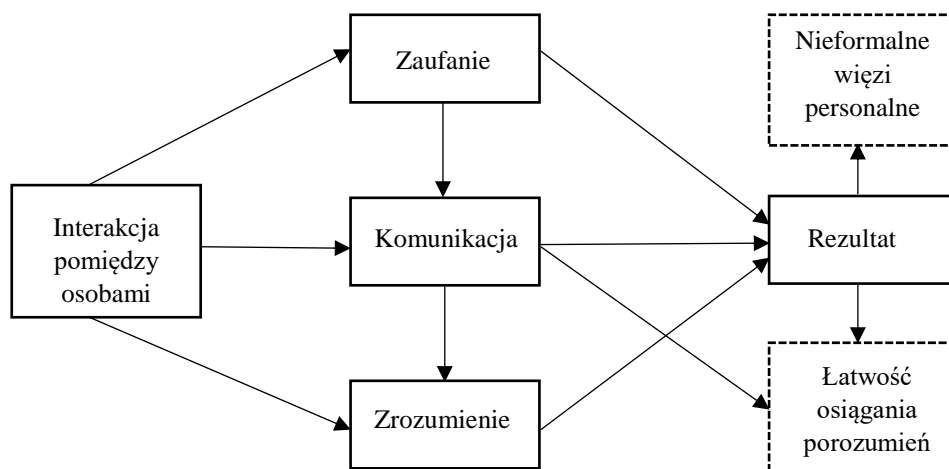 Zaufanie
Nieformalne
więzi
personalne
Interakcja
pomiędzy
osobami
Komunikacja
Rezultat
Zrozumienie
Łatwość
osiągania
porozumień